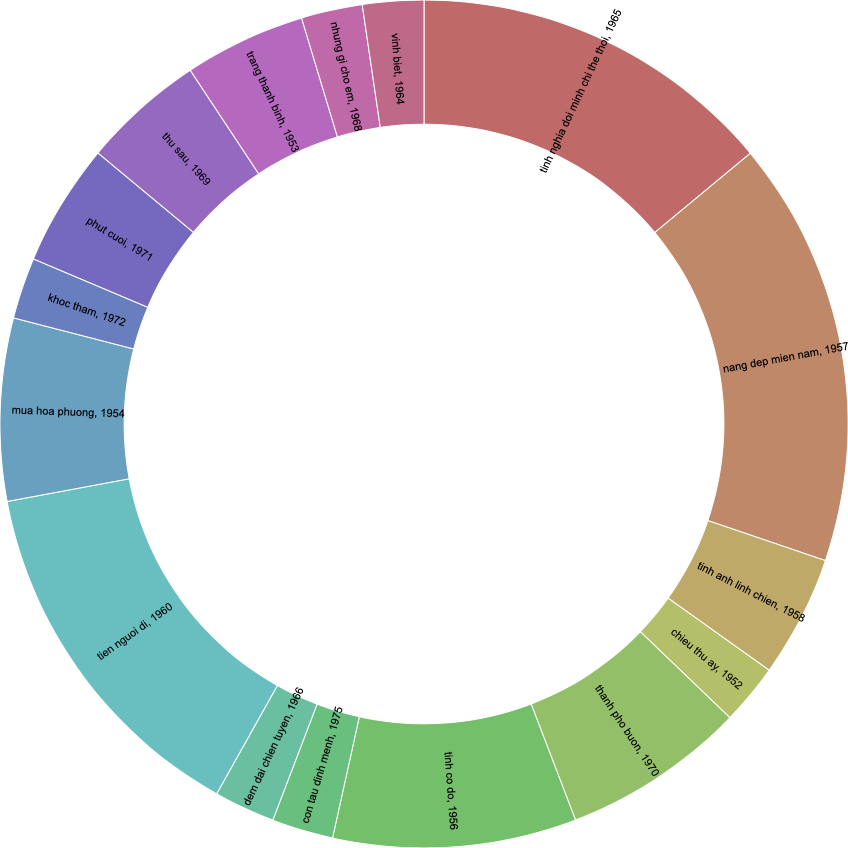 tinh nghia doi minh chi the thoi, 1965
nang dep mien nam, 1957
tinh anh linh chien, 1958
chieu thu ay, 1952
thanh pho buon, 1970
tinh co do, 1956
con tau dinh menh, 1975
dem dai chien tuyen, 1966
tien nguoi di, 1960
mua hoa phuong, 1954
khoc tham, 1972
phut cuoi, 1971
thu sau, 1969
trang thanh binh, 1953
nhung gi cho em, 1968
vinh biet, 1964